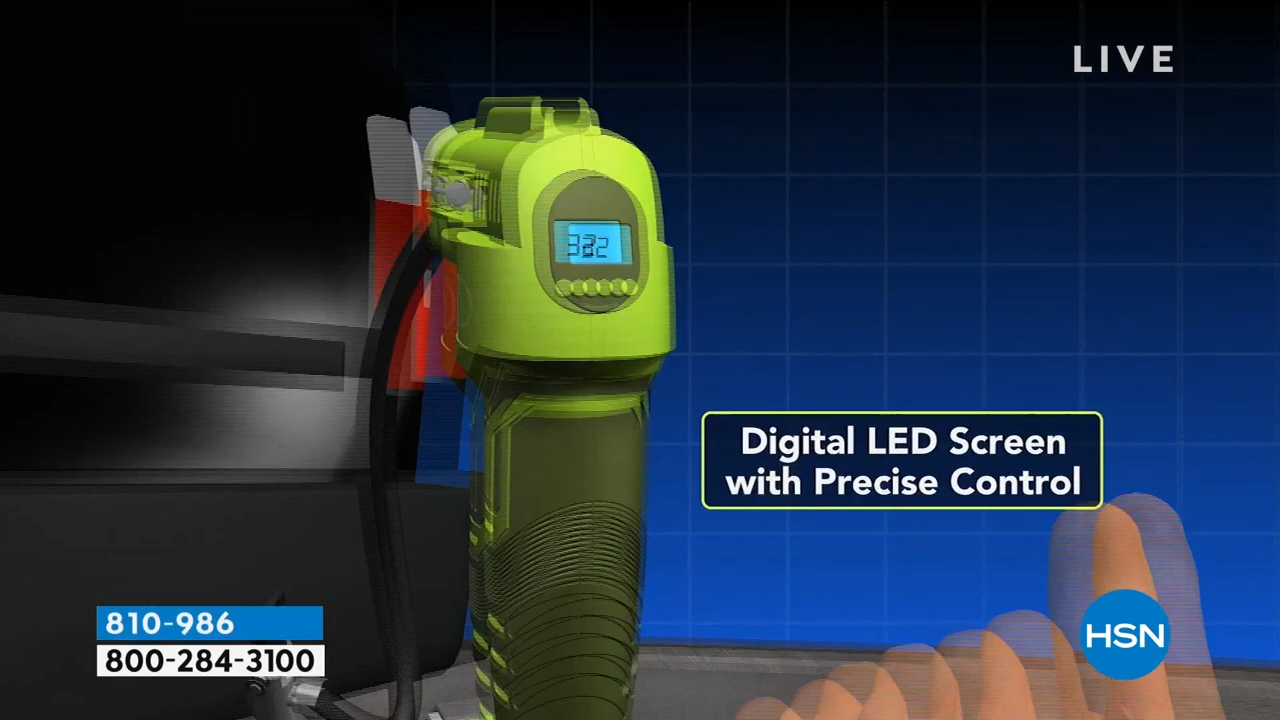 LIVE
Digital LED Screen
with Precise Control
810-986
800-284-3100
HSN